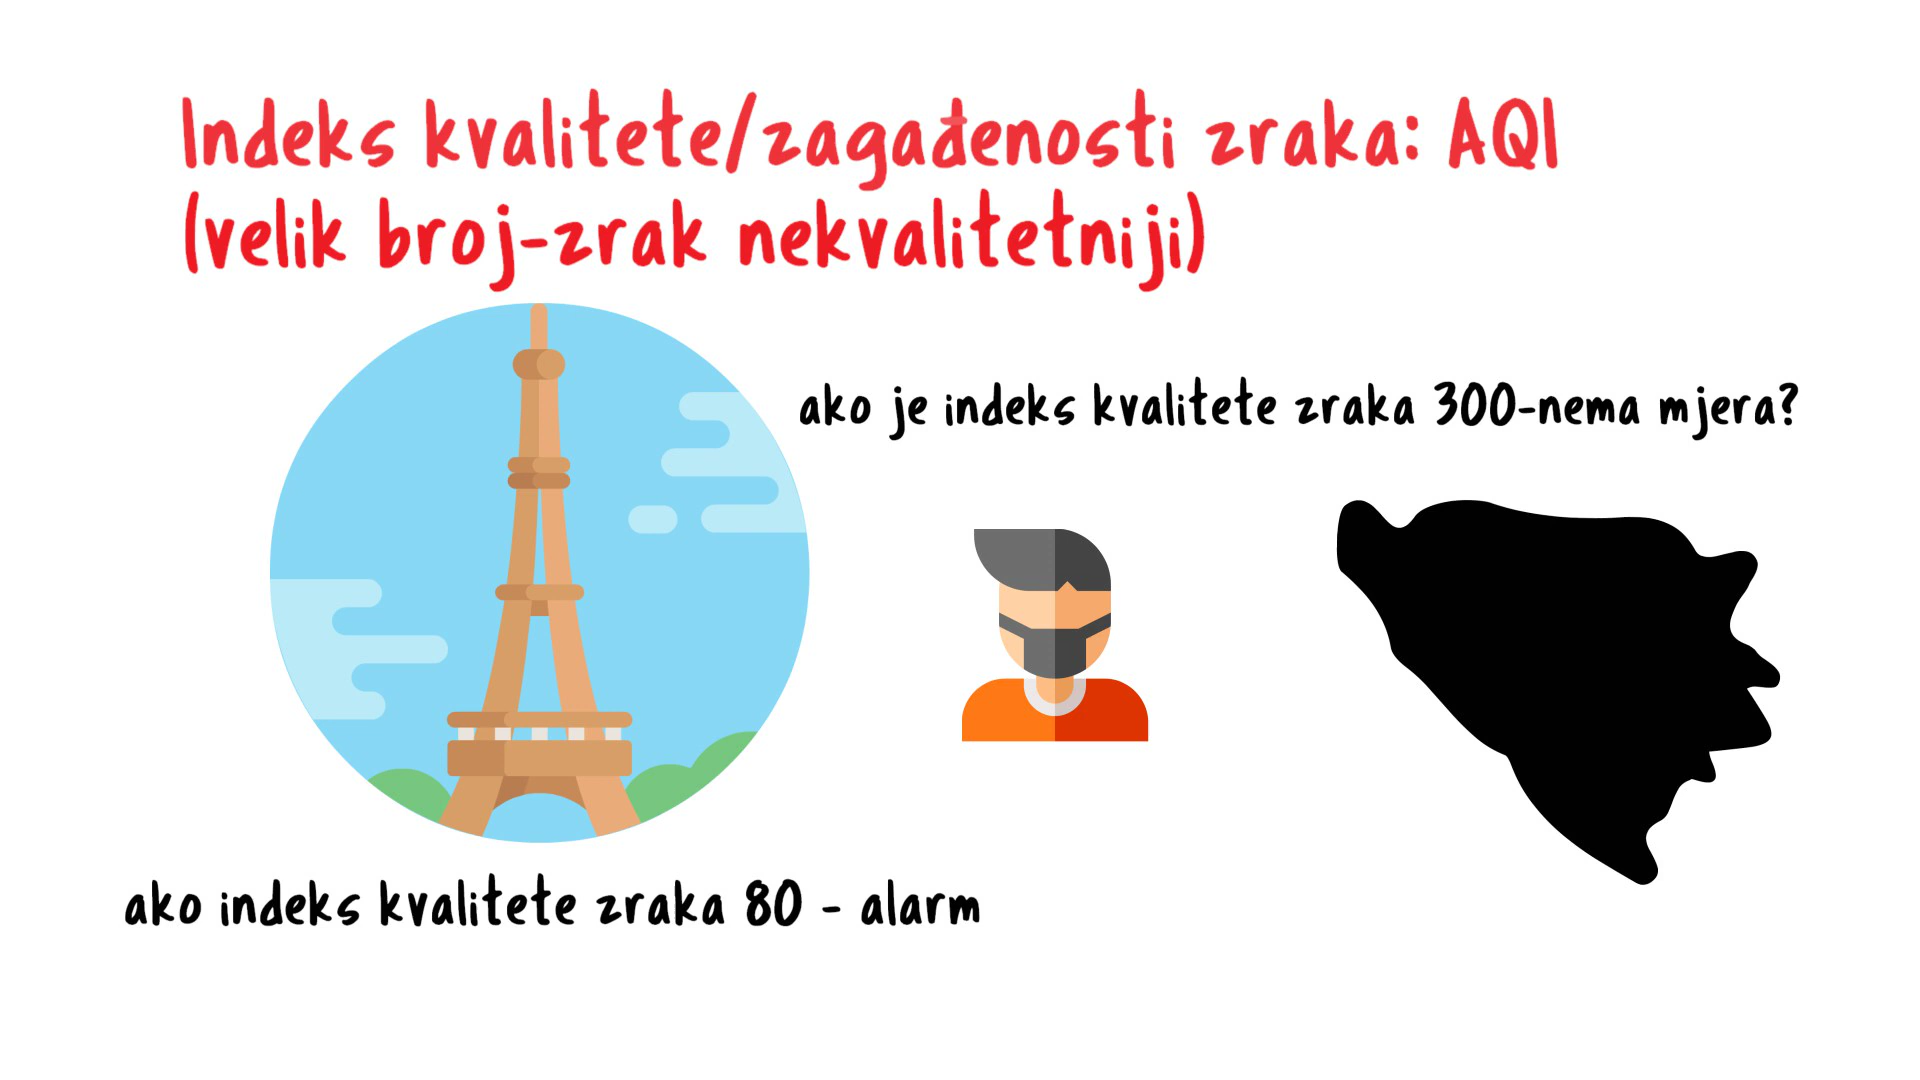 Indeks kvalitete/zagađenosti zraka: AQI
(velik broj-zrak nekvalitetniji)
ako je indeks kvalitete zraka 300-nema mjera?
ako indeks kvalitete zraka 80 - alarm